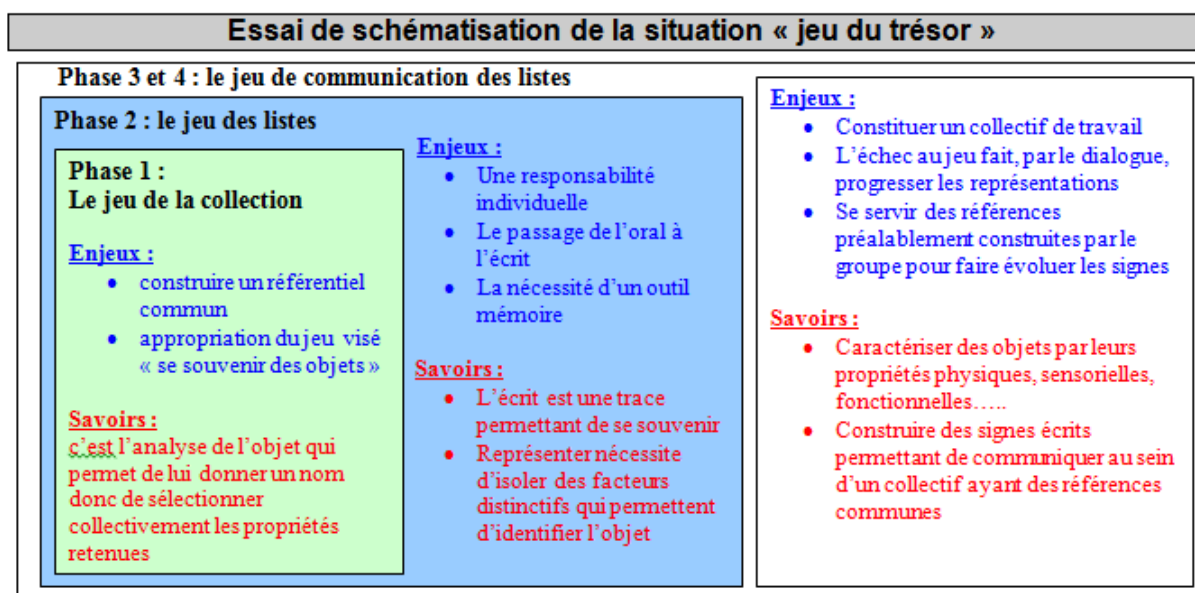 Essai de schématisation de la situation « jeu du trésor »
Phase 3 et 4 : le jeu de communication des listes
Phase 2 : le jeu des listes
Phase 1 :
Le jeu de la collection
Enjeux :
• construire un référentiel
commun
• appropriation du jeu visé
« se souvenir des objets »
Savoirs :
c’est l’analyse de l’objet qui
permet de lui donner un nom
donc de sélectionner
collectivement les propriétés
retenues
Enjeux :
• Une responsabilité
individuelle
• Le passage de l’oral à
l’écrit
• La nécessité d’un outil
mémoire
Savoirs :
• L’écrit est une trace
permettant de se souvenir
• Représenter nécessite
d’isoler des facteurs
distinctifs qui permettent
d’identifier l’objet
Enjeux :
• Constituer un collectif de travail
• L’échec au jeu fait, par le dialogue,
progresser les représentations
• Se servir des références
préalablement construites par le
groupe pour faire évoluer les signes
Savoirs :
• Caractériser des objets par leurs
propriétés physiques, sensorielles,
fonctionnelles…..
• Construire des signes écrits
permettant de communiquer au sein
d’un collectif ayant des références
communes